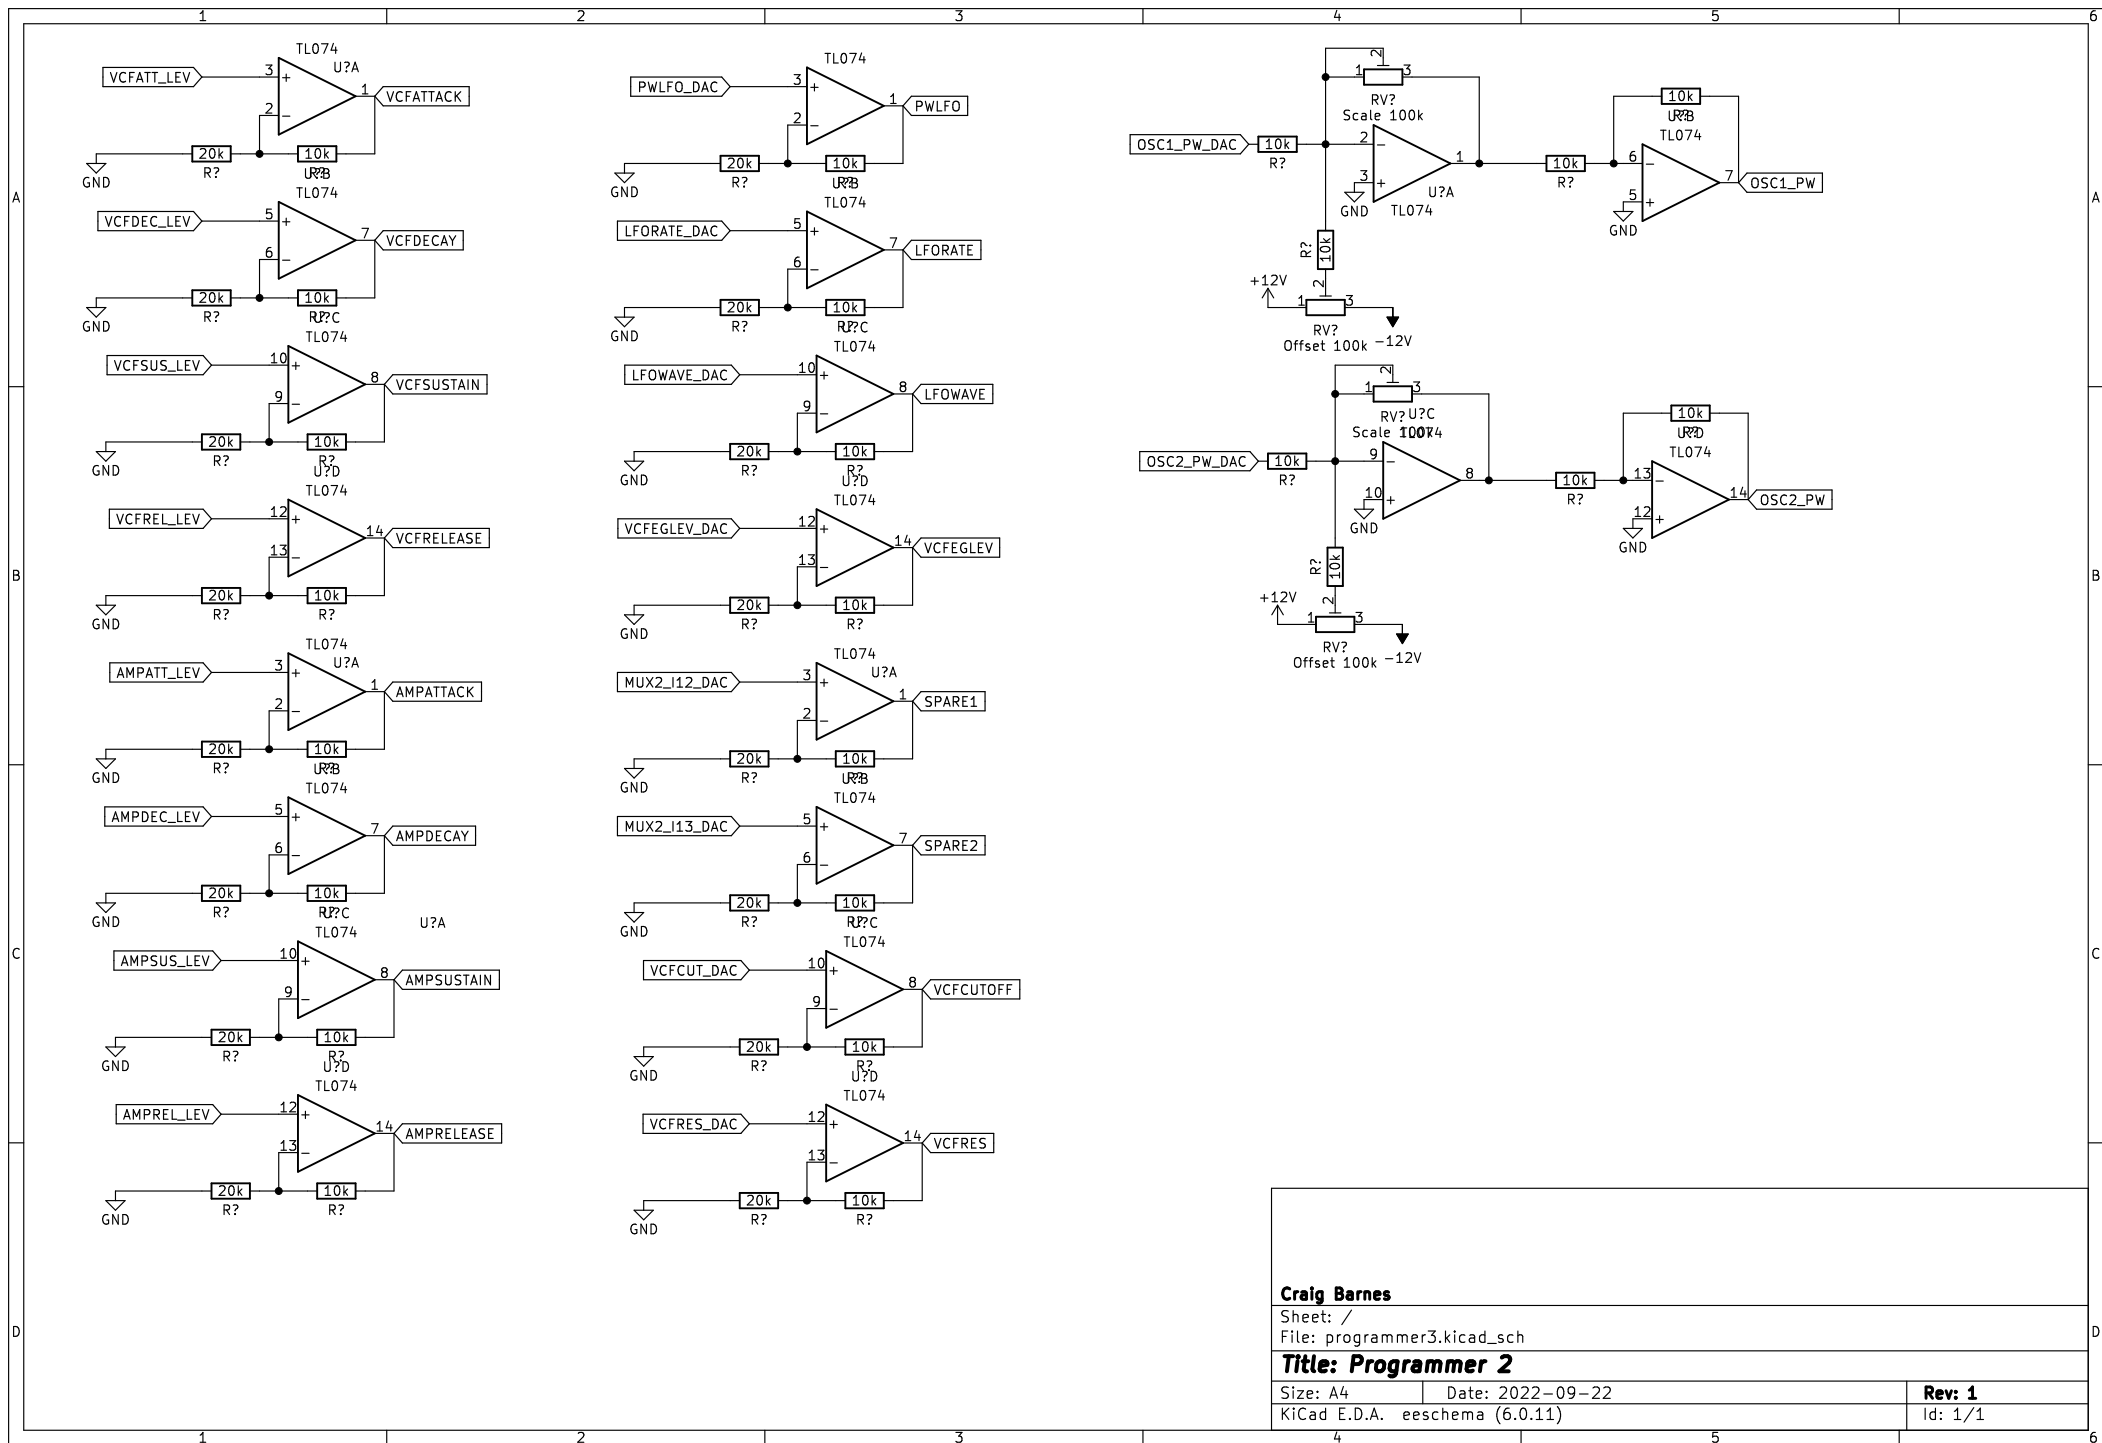 1 2 3 4 5 6
A
B
C
D
TL074
U?A
VCFATT_LEV
3
+
1
VCFATTACK
2
−
20k
10k
GND
R?
R?
U?B
TL074
VCFDEC_LEV
5
+
7
VCFDECAY
6
−
20k
10k
GND
R?
R?
U?C
TL074
VCFSUS_LEV
10
+
8
VCFSUSTAIN
9
−
20k
10k
GND
R?
R?
U?D
TL074
VCFREL_LEV
12
+
14
VCFRELEASE
13
−
20k
10k
GND
R?
R?
TL074
U?A
AMPATT_LEV
3
+
1
AMPATTACK
2
−
20k
10k
GND
R?
R?
U?B
TL074
AMPDEC_LEV
5
+
7
AMPDECAY
6
−
20k
10k
GND
R?
R?
U?C
U?A
TL074
AMPSUS_LEV
10
+
8
AMPSUSTAIN
9
−
20k
10k
GND
R?
R?
U?D
TL074
AMPREL_LEV
12
+
14
AMPRELEASE
13
−
20k
10k
GND
R?
R?
TL074
PWLFO_DAC
3
+
1
PWLFO
2
−
20k
10k
GND
R?
R?
U?B
TL074
LFORATE_DAC
5
+
7
LFORATE
6
−
20k
10k
GND
R?
R?
U?C
TL074
LFOWAVE_DAC
10
+
8
LFOWAVE
9
−
20k
10k
GND
R?
R?
U?D
TL074
VCFEGLEV_DAC
12
+
14
VCFEGLEV
13
−
20k
10k
GND
R?
R?
TL074
U?A
MUX2_I12_DAC
3
+
1
SPARE1
2
−
20k
10k
GND
R?
R?
U?B
TL074
MUX2_I13_DAC
5
+
7
SPARE2
6
−
20k
10k
GND
R?
R?
U?C
TL074
VCFCUT_DAC
10
+
8
VCFCUTOFF
9
−
20k
10k
GND
R?
R?
U?D
TL074
VCFRES_DAC
12
+
14
VCFRES
13
−
20k
10k
GND
R?
R?
2
1 3
RV?
Scale 100k
OSC1_PW_DAC
10k
R?
2
−
1
3
+
GND
U?A
TL074
10k
R?
10k
R?
U?B
TL074
6
−
7
OSC1_PW
5
+
GND
R?
10k
+12V
2
1 3
RV?
Offset 100k
−12V
2
1 3
RV?
U?C
Scale 100k
TL074
OSC2_PW_DAC
10k
R?
9
−
8
10
+
GND
10k
R?
10k
R?
U?D
TL074
13
−
14
OSC2_PW
12
+
GND
R?
10k
+12V
2
1 3
RV?
Offset 100k
−12V
Craig Barnes
Sheet: /
File: programmer3.kicad_sch
Title: Programmer 2
Size: A4 Date: 2022−09−22 Rev: 1
KiCad E.D.A. eeschema (6.0.11) Id: 1/1
A
B
C
D
1 2 3 4 5 6